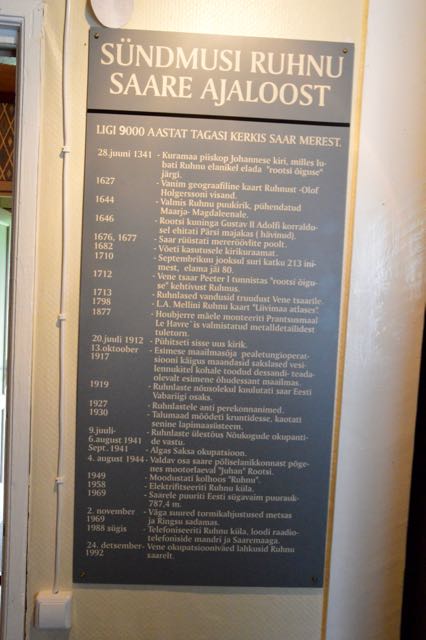 SÜNDMUSI RUHNU
SAARE AJALOOST
LIGI 9000 AASTAT TAGASI KERKIS SAAR MEREST.
28.juuni 1341 - Kuramaa piiskop Johannese kiri, milles lu-
bati Ruhnu elanikel elada "rootsi õiguse"
järgi.
1627 - Vanim geograafiline kaart Ruhnust -Olof
Holgerssoni visand.
1644 - Valmis Ruhnu puukirik, pühendatud
Maarja- Magdaleenale.
1646 - Rootsi kuninga Gustav II Adolfi korraldu-
sel ehitati Pärsi majakas ( hävinud).
1676, 1677 - Saar rüüstati mereröövlite poolt.
1682 - Võeti kasutusele kirikuraamat.
1710 - Septembrikuu jooksul suri katku 213 ini-
mest, elama jäi 80.
1712 - Vene tsaar Peeter I tunnistas "rootsi õigu-
se" kehtivust Ruhnus.
1713 - Ruhnlased vandusid truudust Vene tsaarile.
1798 - L.A. Mellini Ruhnu kaart "Liivimaa atlases".
1877 - Houbjerre mäele monteeriti Prantsusmaal
Le Havre`is valmistatud metalldetailidest
tuletorn.
20.juuli 1912 - Pühitseti sisse uus kirik.
13.oktoober - Esimese maailmasõja pealetungioperat-
1917 siooni käigus maandasid sakslased vesi-
lennukitel kohale toodud dessandi- teada-
olevalt esimene õhudessant maailmas.
1919 - Ruhnlaste nõusolekul kuulutati saar Eesti
Vabariigi osaks.
1927 - Ruhnlastele anti perekonnanimed.
1930 - Talumaad mõõdeti kruntidesse, kaotati
senine lapimaasüsteem.
9.juuli- - Ruhnlaste ülestõus Nõukogude okupanti-
6.august 1941 de vastu.
Sept. 1941 - Algas Saksa okupatsioon.
4. august 1944 - Valdav osa saare põliselanikkonnast põge-
nes mootorlaeval "Juhan" Rootsi.
1949 - Moodustati kolhoos "Ruhnu".
1958 - Elektrifitseeriti Ruhnu küla.
1969 - Saarele puuriti Eesti sügavaim puurauk-
787,4 m.
2. november - Väga suured tormikahjustused metsas
1969 ja Ringsu sadamas.
1988 sügis - Telefoniseeriti Ruhnu küla, loodi raadio-
telefoniside mandri ja Saaremaaga.
24. detsember- Vene okupatsiooniväed lahkusid Ruhnu
1992 saarelt.